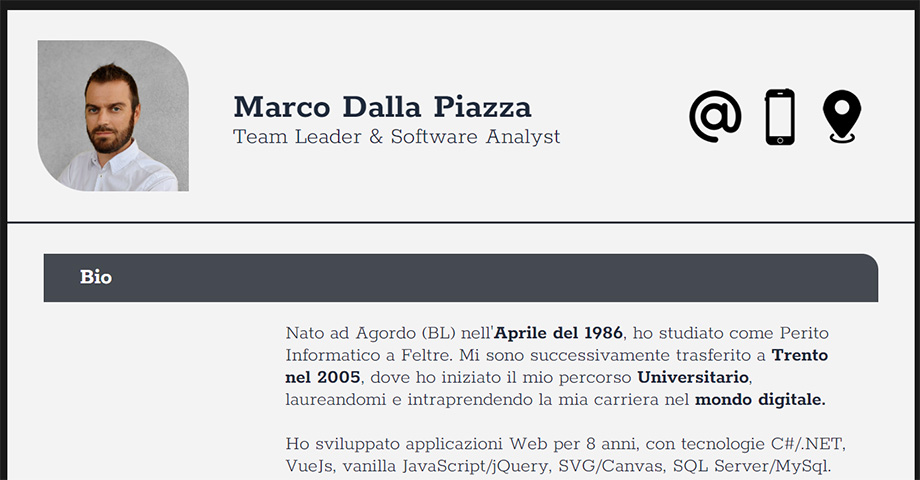 Marco Dalla Piazza
Team Leader & Software Analyst
Bio
Nato ad Agordo (BL) nell'Aprile del 1986, ho studiato come Perito
Informatico a Feltre. Mi sono successivamente trasferito a Trento
nel 2005, dove ho iniziato il mio percorso Universitario,
laureandomi e intraprendendo la mia carriera nel mondo digitale.
Ho sviluppato applicazioni Web per 8 anni, con tecnologie C#/.NET,
VueJs, vanilla JavaScript/jQuery, SVG/Canvas, SQL Server/MySql.